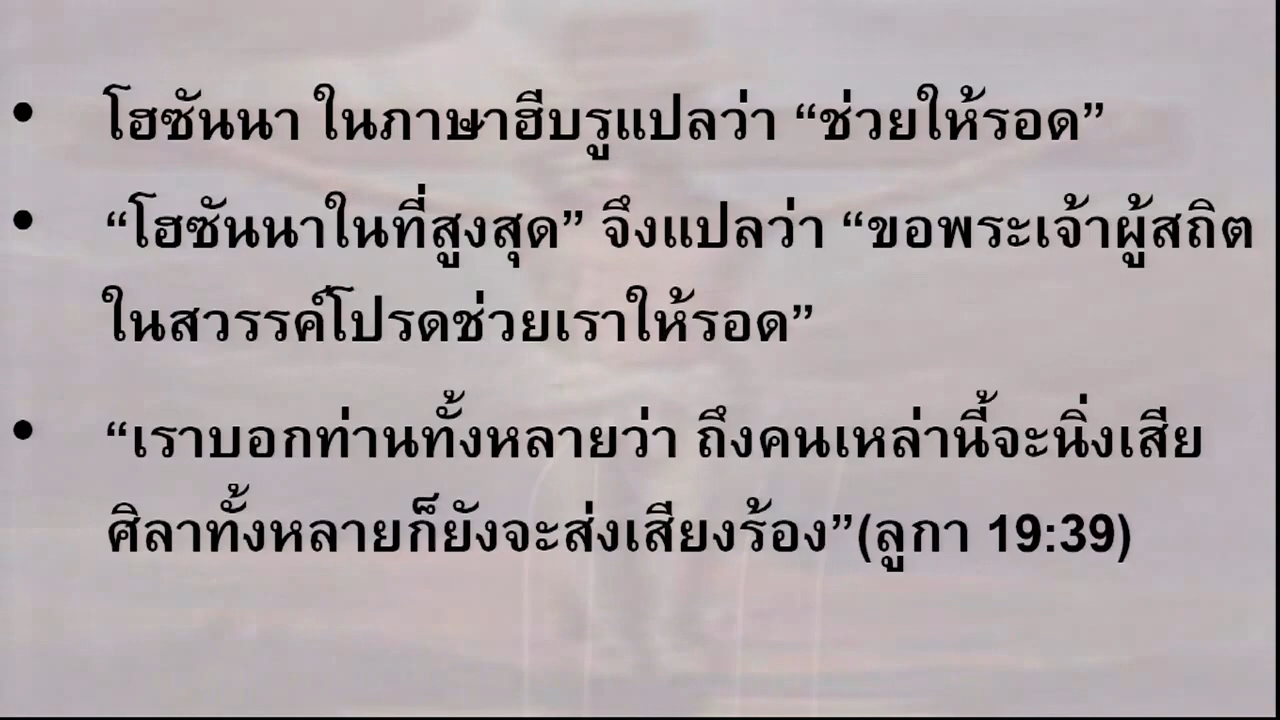 • โฮซันนา ในภาษาฮีบรูแปลว่า “ช่วยให้รอด”
• “โฮซันนาในที่สูงสุด” จึงแปลว่า “ขอพระเจ้าผู้สถิต
ในสวรรค์โปรดช่วยเราให้รอด”
• “เราบอกท่านทั้งหลายว่า ถึงคนเหล่านี้จะนิ่งเสีย
ศิลาทั้งหลายก็ยังจะส่งเสียงร้อง”(ลูกา 19:39)